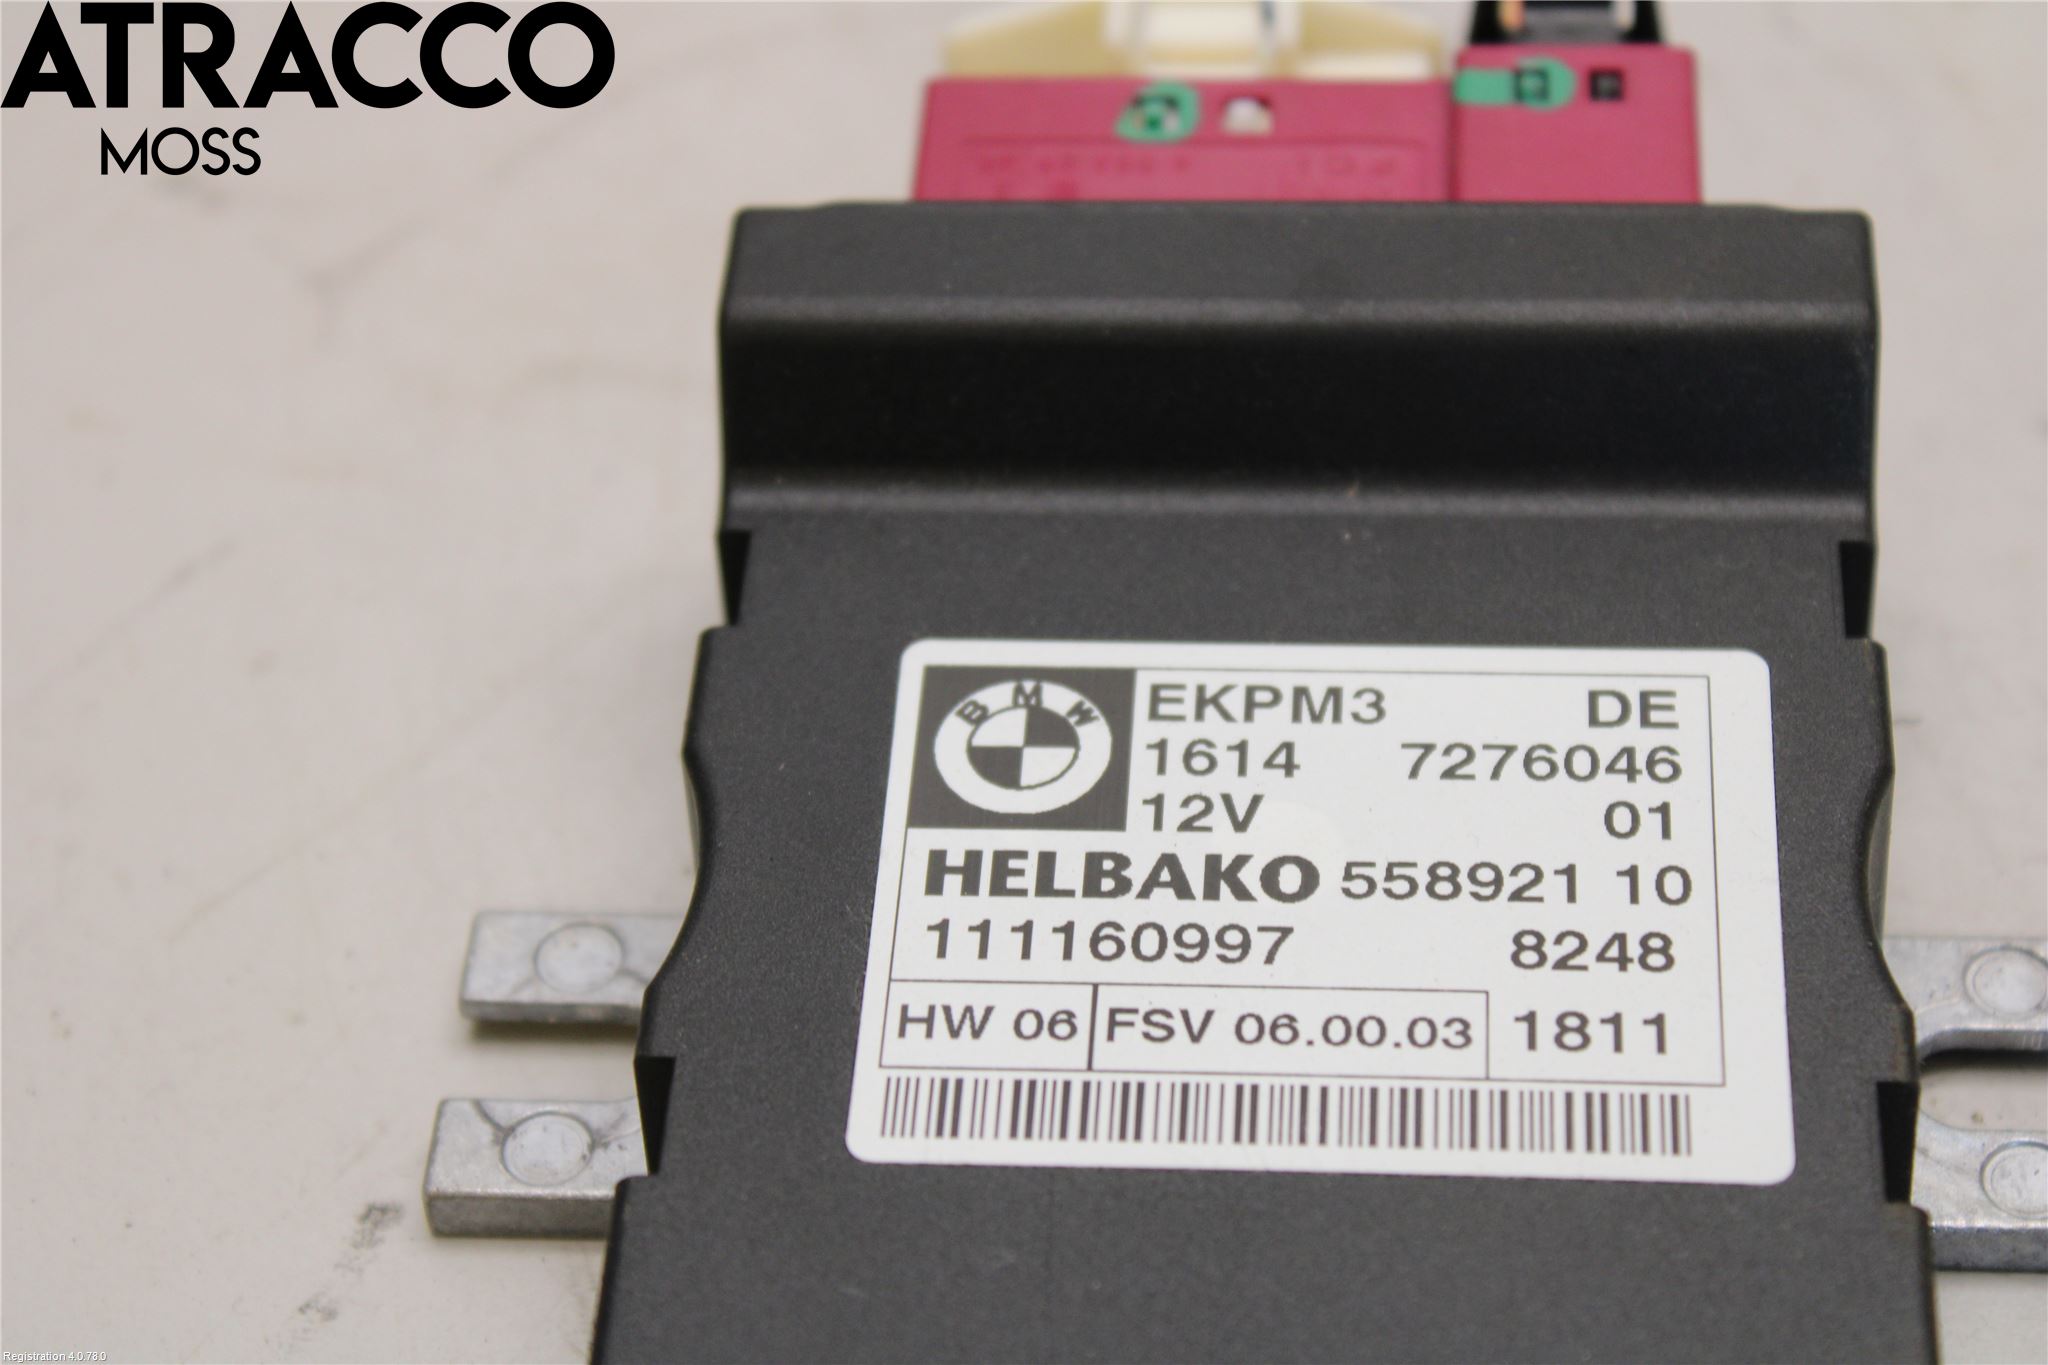 ATRACCO
MOSS
BMW
EKPM3 DE
1614 7276046
12V 01
HELBAKO 558921 10
111160997 8248
HW 06 FSV 06.00.03 1811
Registration 4.0.78.0